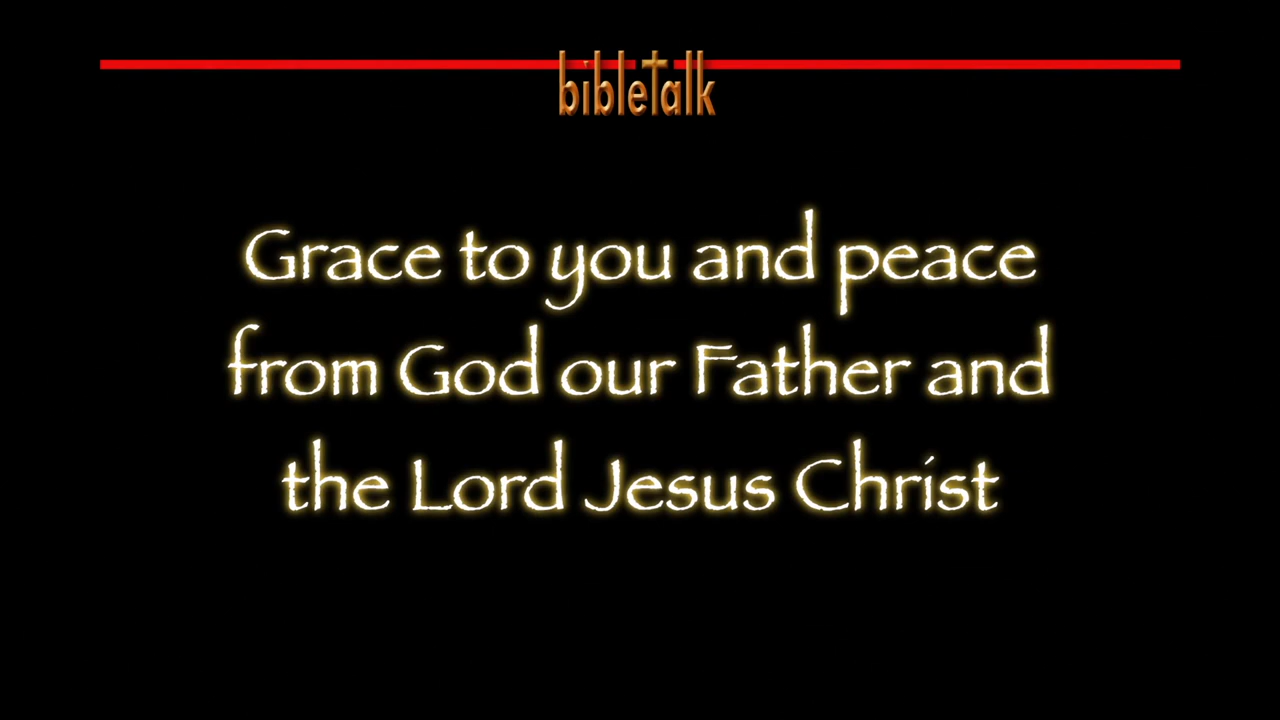 bibleTalk
Grace to you and peace
from God our Father and
the Lord Jesus Christ